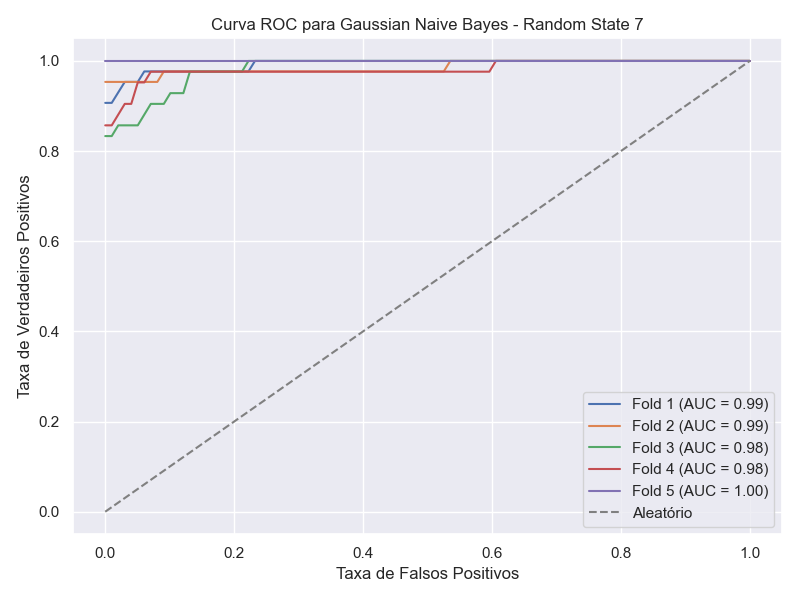 Curva ROC para Gaussian Naive Bayes - Random State 7
Taxa de Verdadeiros Positivos
1.0
0.8
0.6
0.4
0.2
0.0
Fold 1 (AUC = 0.99)
Fold 2 (AUC = 0.99)
Fold 3 (AUC = 0.98)
Fold 4 (AUC = 0.98)
Fold 5 (AUC = 1.00)
Aleatório
0.0 0.2 0.4 0.6 0.8 1.0
Taxa de Falsos Positivos